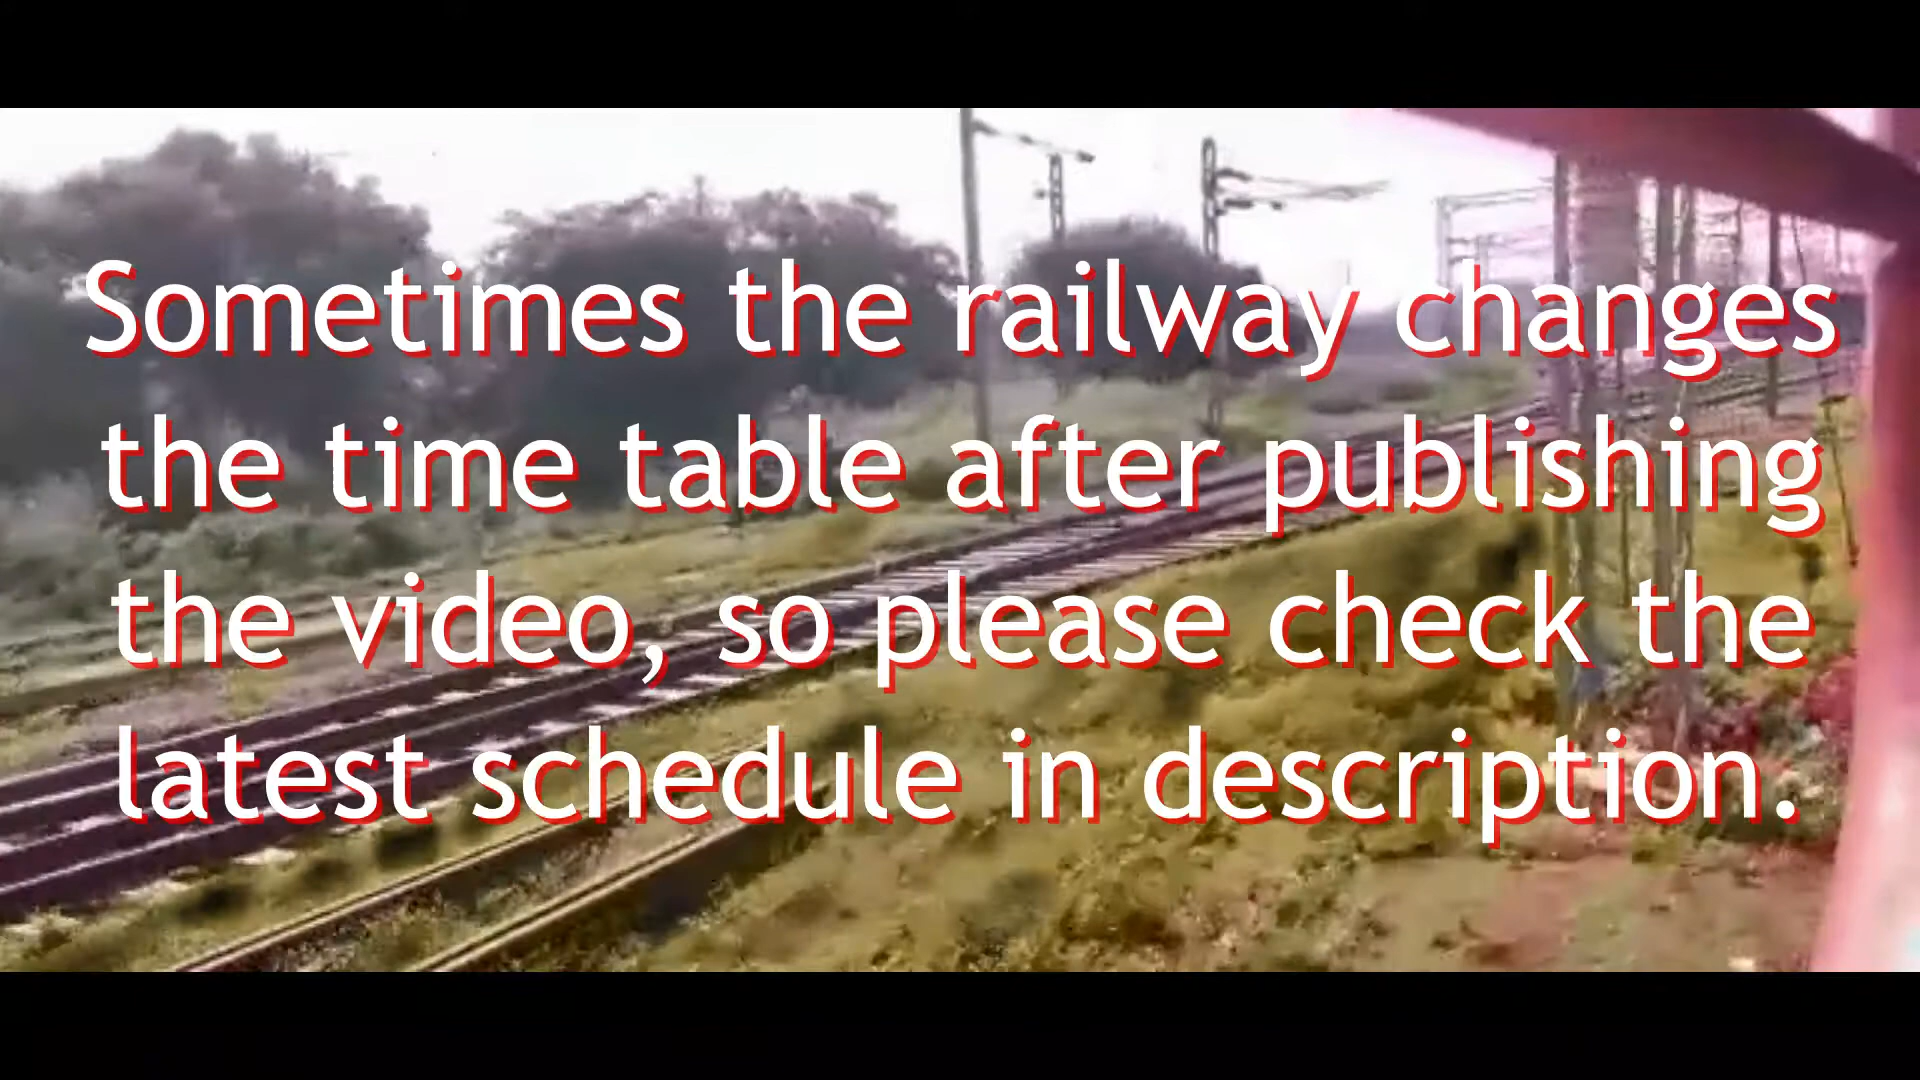 Sometimes the railway changes
the time table after publishing
the video, so please check the
latest schedule in description.